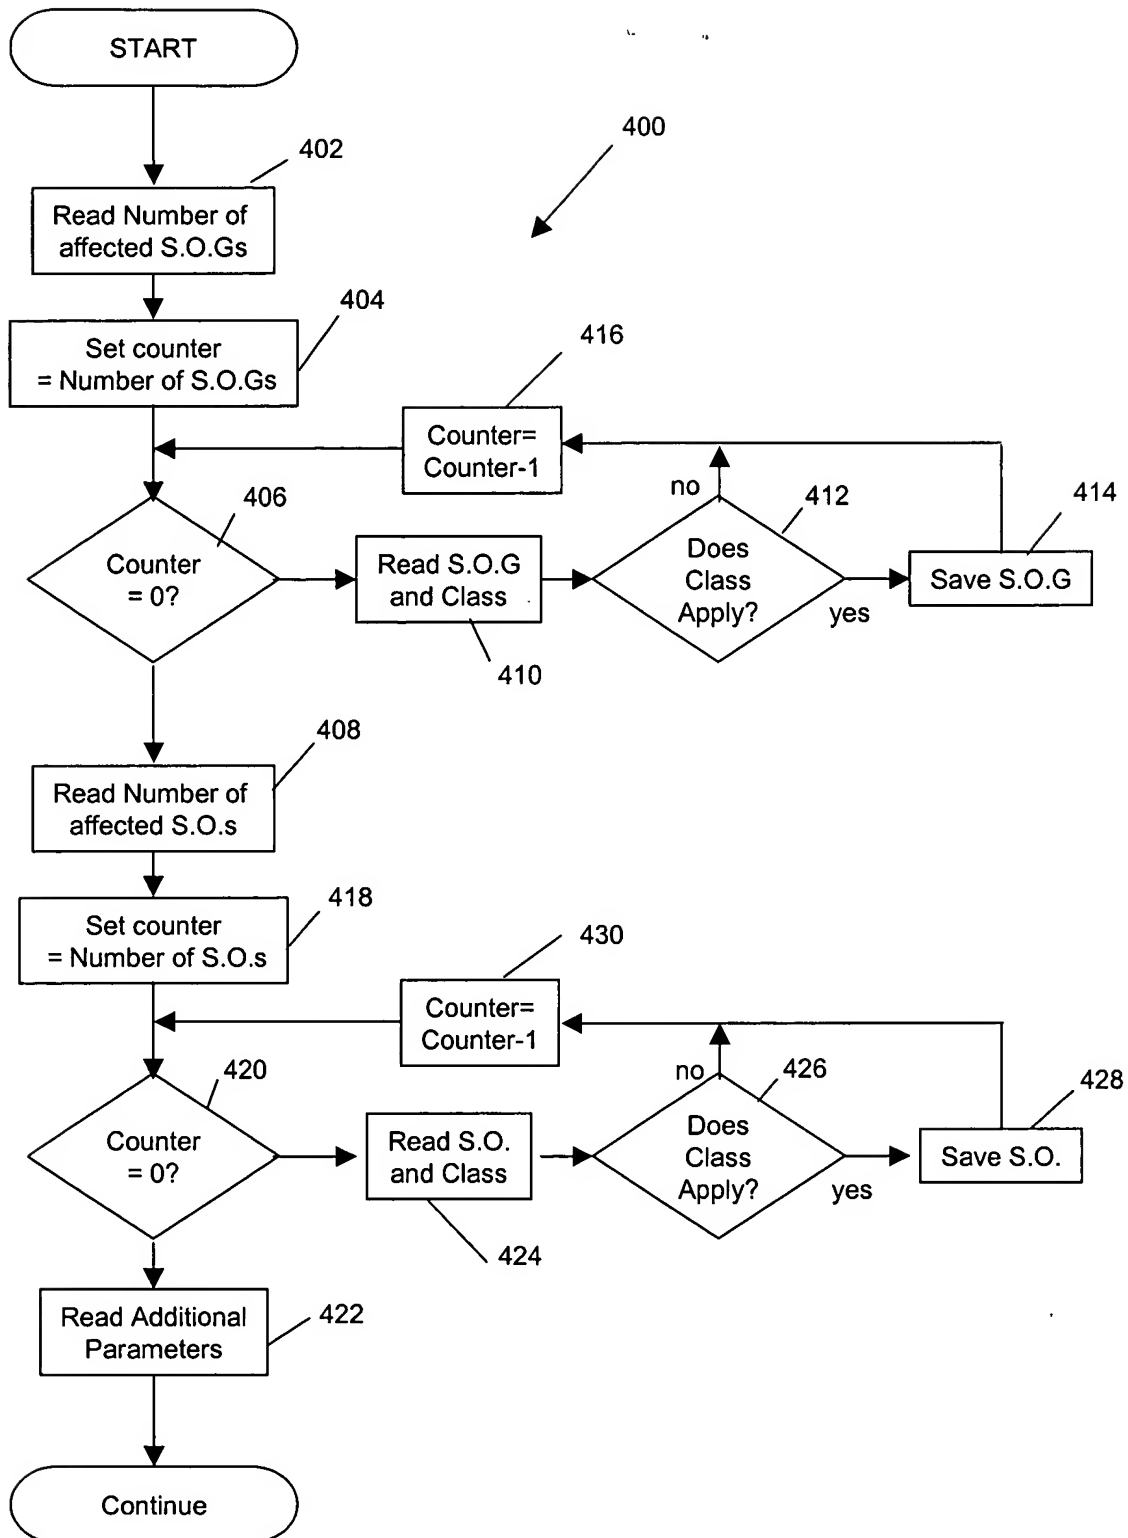 START
400
402
Read Number of
affected S.O.Gs
404
Set counter
= Number of S.O.Gs
416
Counter=
Counter-1
406
Counter
= 0?
Read S.O.G
and Class
410
no
412
Does
Class
Apply?
yes
414
Save S.O.G
408
Read Number of
affected S.O.s
418
Set counter
= Number of S.O.s
430
Counter=
Counter-1
420
Counter
= 0?
Read S.O.
and Class
424
no
426
Does
Class
Apply?
yes
428
Save S.O.
422
Read Additional
Parameters
Continue